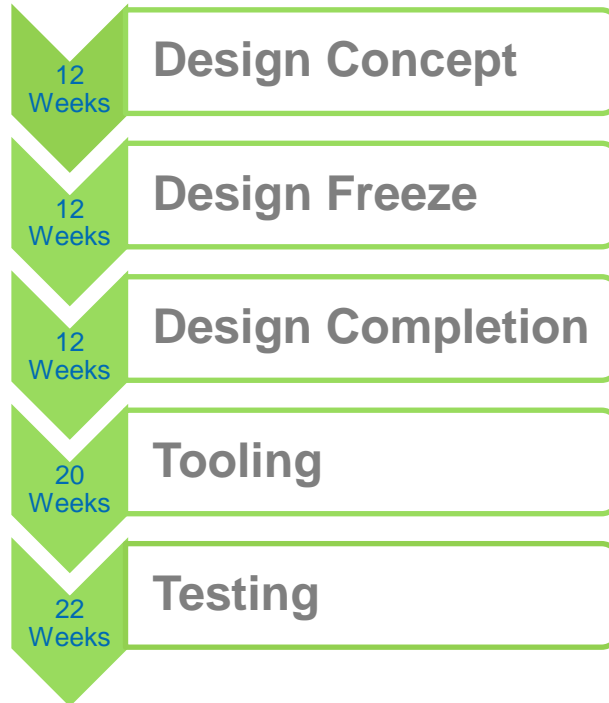 12
Weeks
Design Concept
12
Weeks
Design Freeze
12
Weeks
Design Completion
20
Weeks
Tooling
22
Weeks
Testing